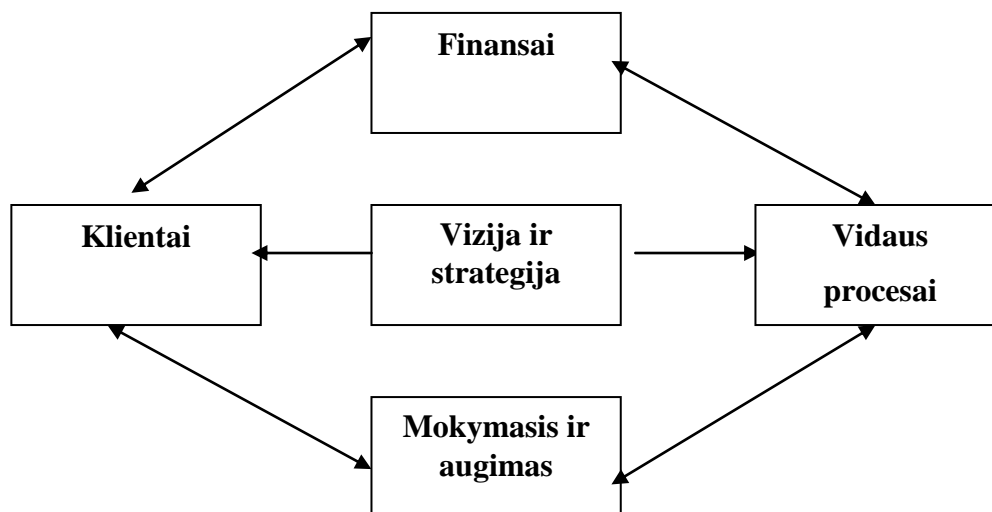 Finansai
Klientai
Vizija ir
strategija
Vidaus
procesai
Mokymasis ir
augimas